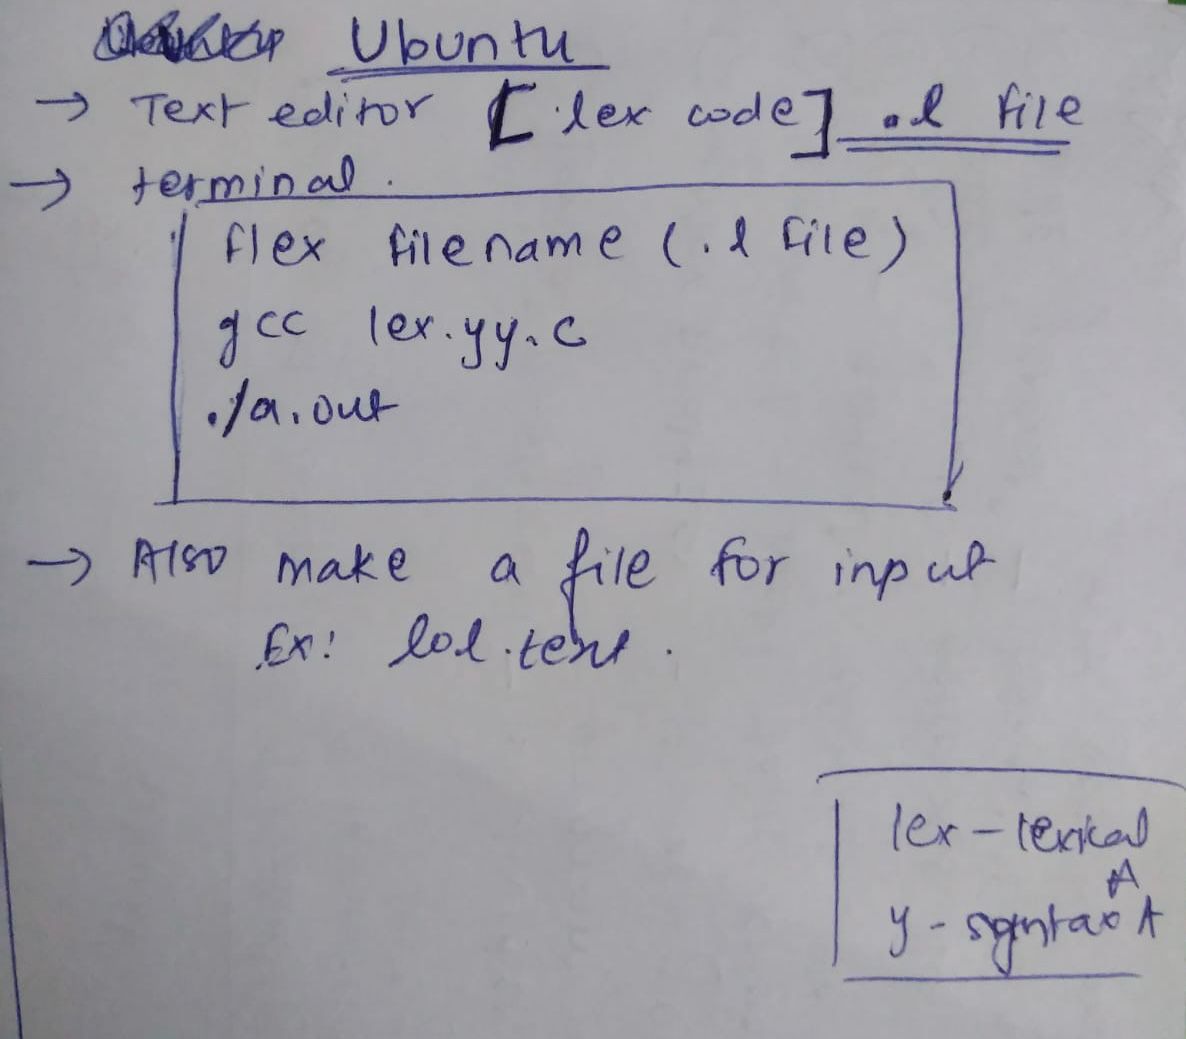 Ubuntu
→ Text editor [lex code] .l file
→ terminal.
flex filename (.l file)
gcc lex.yy.c
./a.out
→ Also make a file for input
Ex: lol.text.
lex - lexical
A
y - syntax A